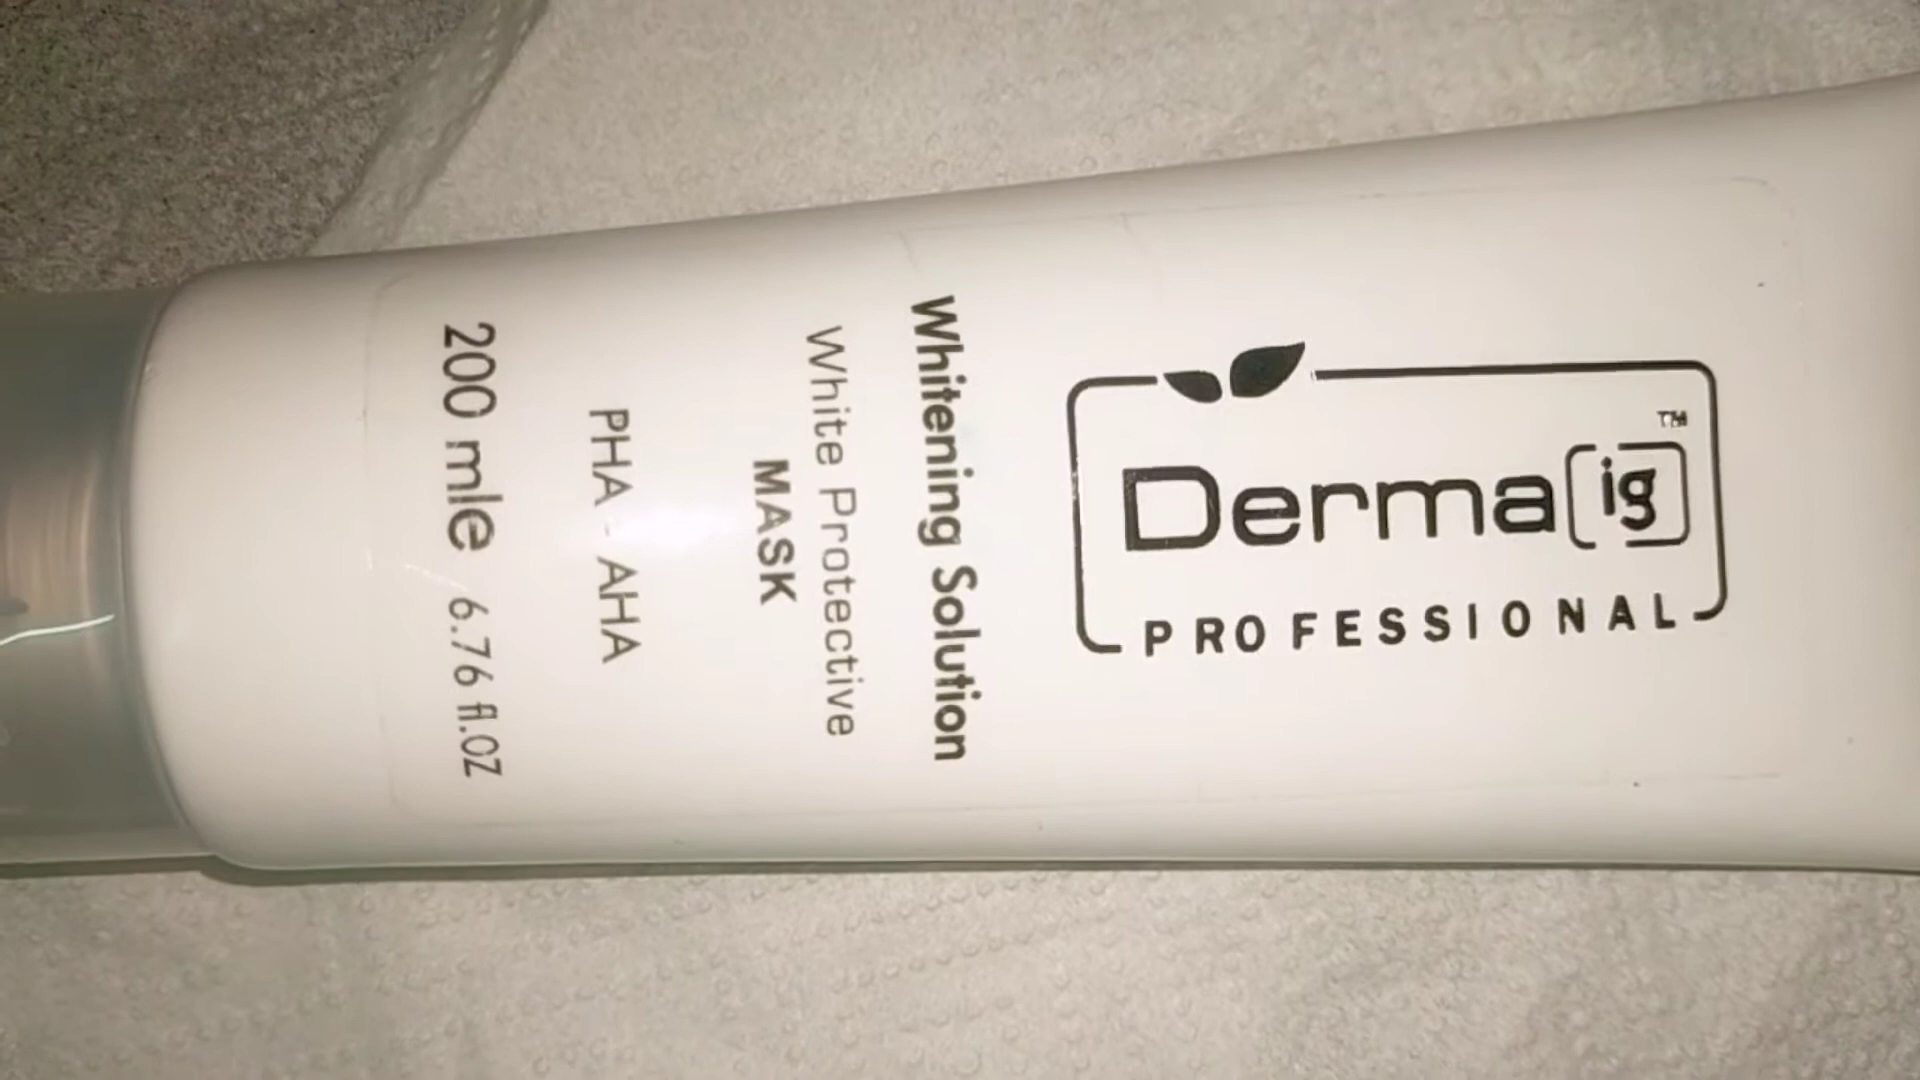 Derma ig ™
PROFESSIONAL
Whitening Solution
White Protective
MASK
PHA - AHA
200 mle 6.76 fl.OZ